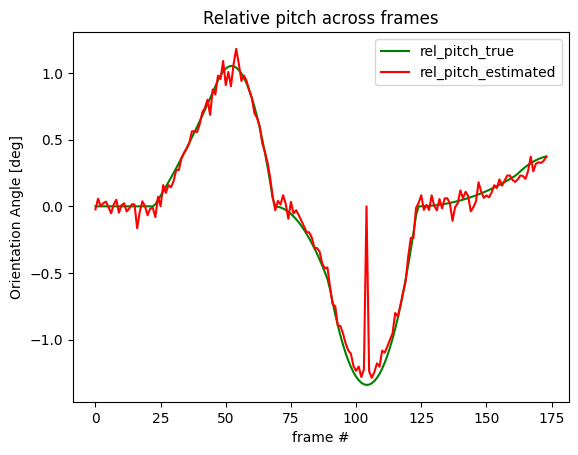 Relative pitch across frames
rel_pitch_true
rel_pitch_estimated
Orientation Angle [deg]
1.0
0.5
0.0
−0.5
−1.0
0 25 50 75 100 125 150 175
frame #